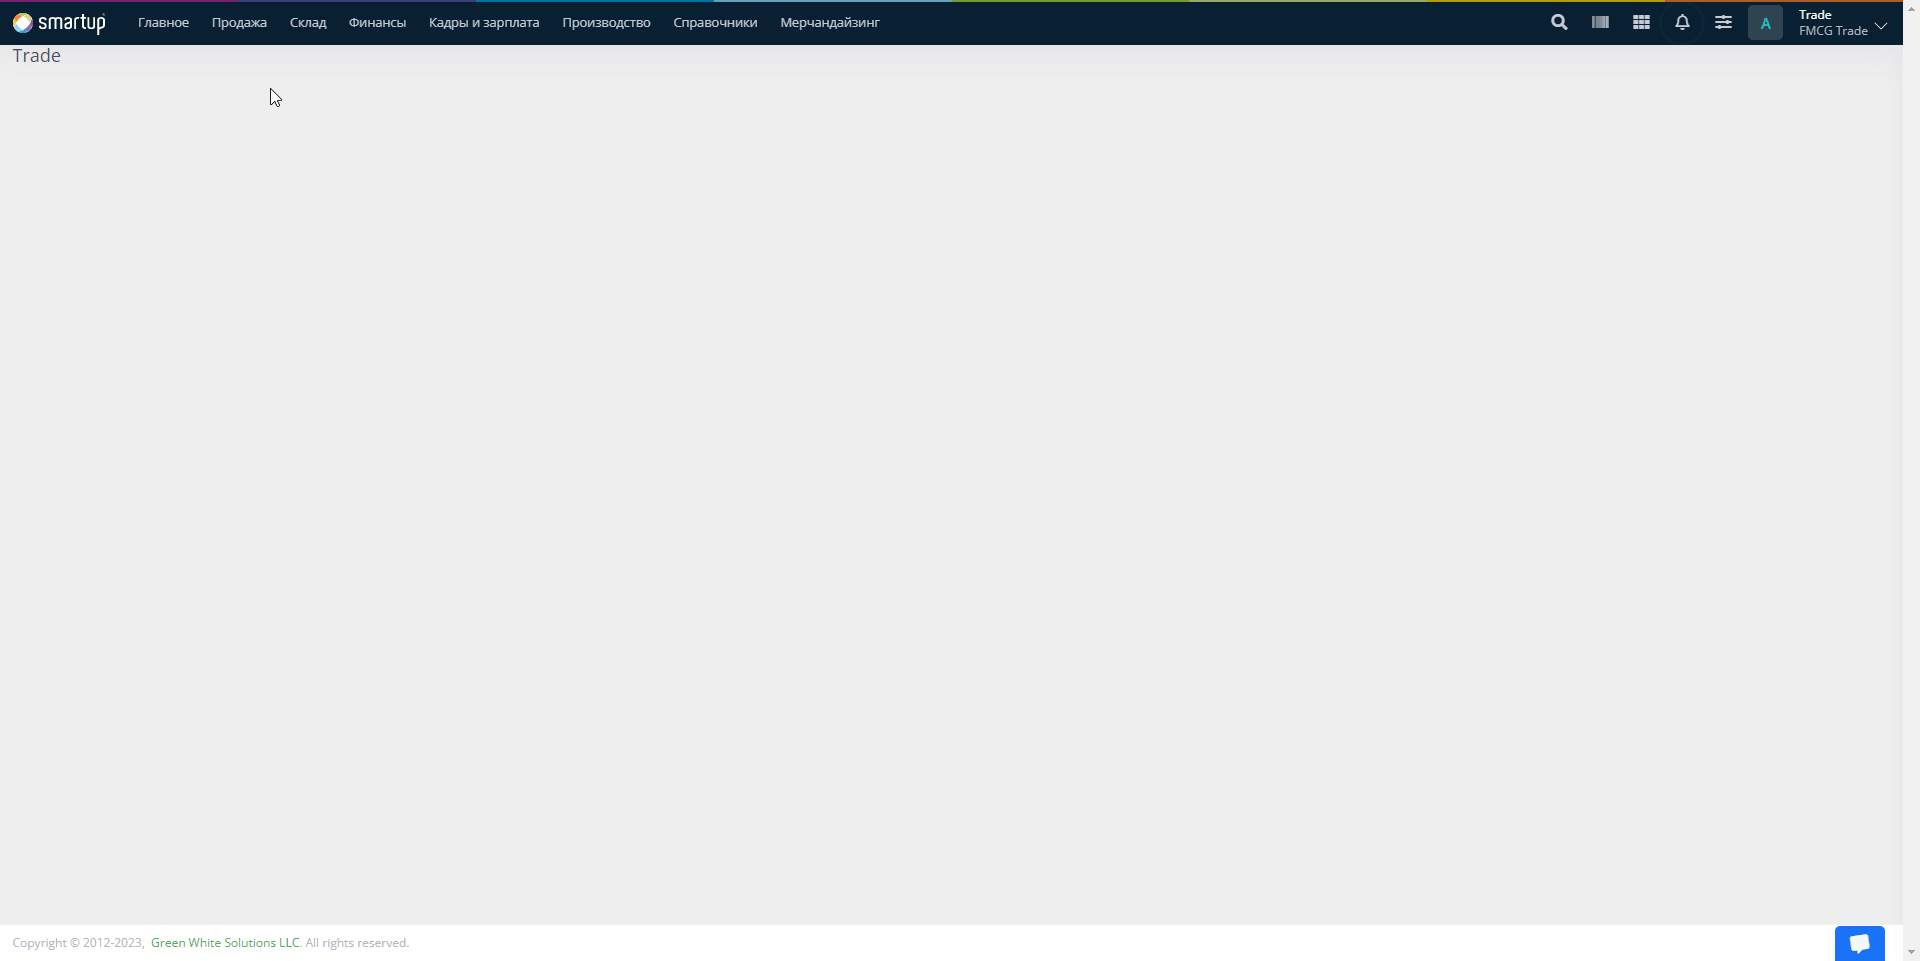 smartup Главное Продажа Склад Финансы Кадры и зарплата Производство Справочники Мерчандайзинг A Trade
FMCG Trade
Trade
Copyright © 2012-2023, Green White Solutions LLC. All rights reserved.